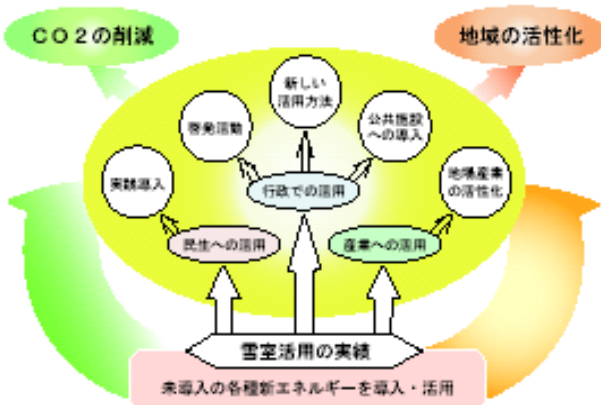 CO2の削減
地域の活性化
新しい
活用方法
啓発活動
公共施設
への導入
実践導入
行政での活用
地場産業
の活性化
民生への活用
産業への活用
雪室活用の実績
未導入の各種新エネルギーを導入・活用